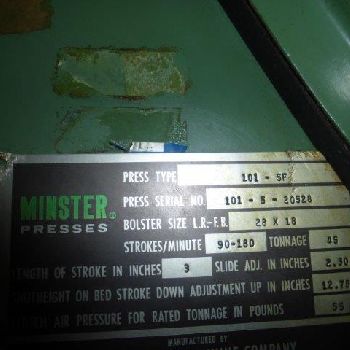 PRESS TYPE 101 - SF
PRESS SERIAL NO. 101 - 5 - 20528
MINSTER
PRESSES
BOLSTER SIZE L.R.-F.B. 28 X 18
STROKES/MINUTE 90-180 TONNAGE 45
LENGTH OF STROKE IN INCHES 3 SLIDE ADJ. IN INCHES 2.50
SHUTHEIGHT ON BED STROKE DOWN ADJUSTMENT UP IN INCHES 12.75
AIR PRESSURE FOR RATED TONNAGE IN POUNDS 55
MANUFACTURED BY
COMPANY